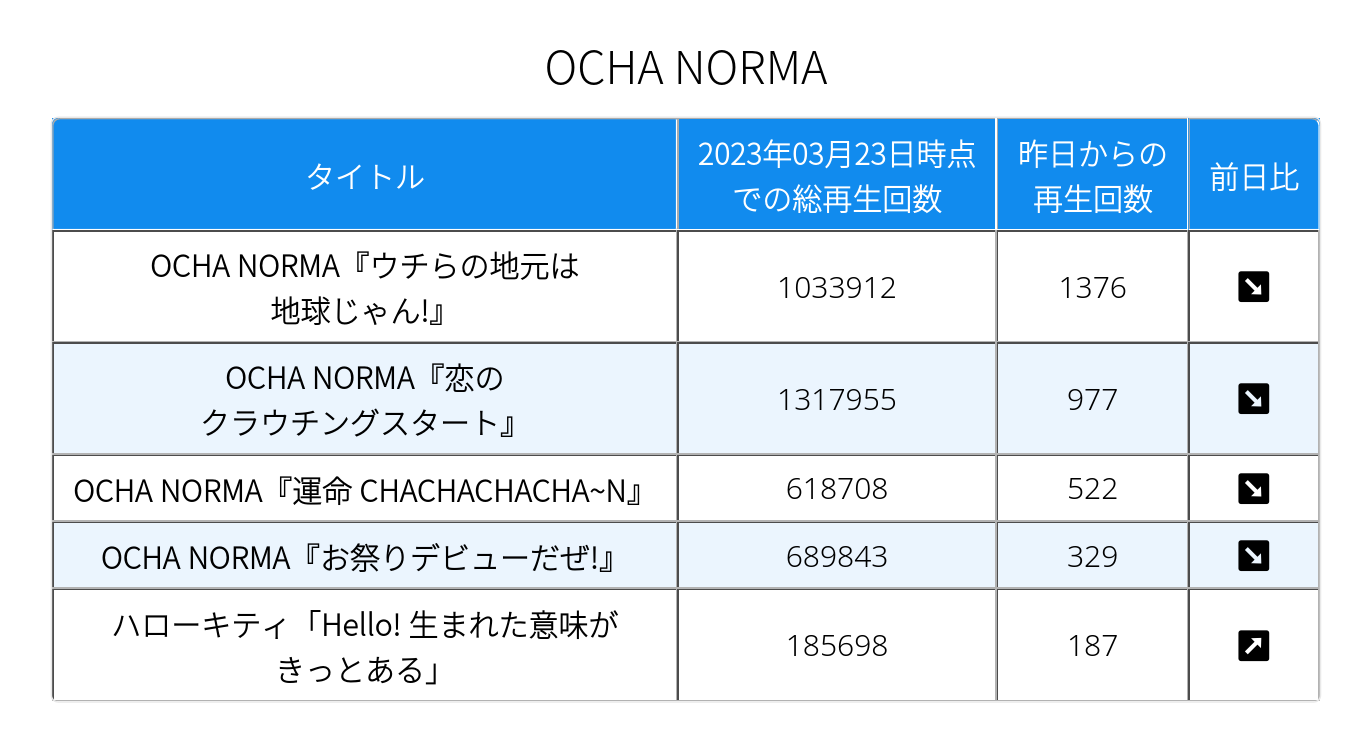 OCHA NORMA
タイトル
2023年03月23日時点
での総再生回数
昨日からの
再生回数
前日比
OCHA NORMA『ウチらの地元は
地球じゃん!』
1033912
1376
OCHA NORMA『恋の
クラウチングスタート』
1317955
977
OCHA NORMA『運命 CHACHACHACHA~N』
618708
522
OCHA NORMA『お祭りデビューだぜ!』
689843
329
ハローキティ「Hello! 生まれた意味が
きっとある」
185698
187